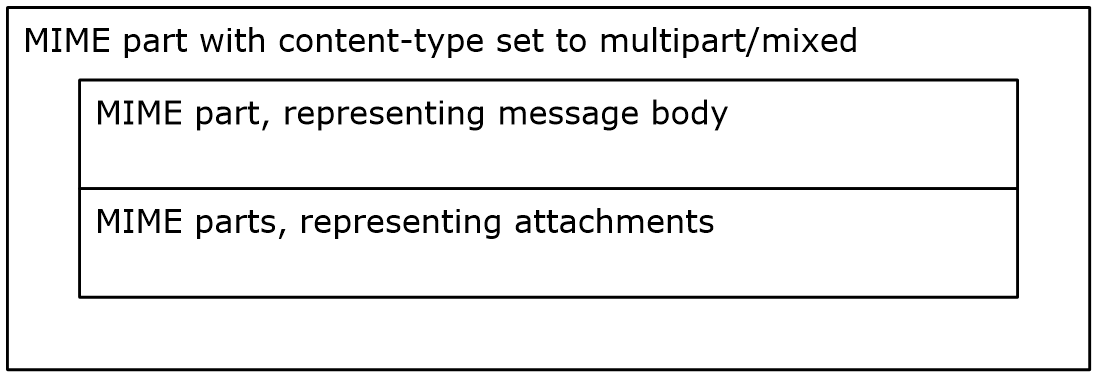 MIME part with content-type set to multipart/mixed
MIME part, representing message body
MIME parts, representing attachments